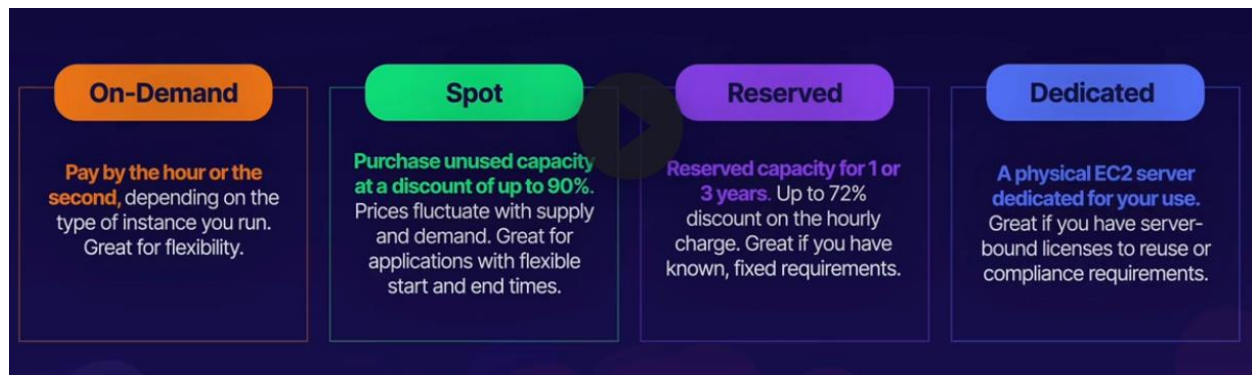 On-Demand
Pay by the hour or the
second, depending on the
type of instance you run.
Great for flexibility.
Spot
Purchase unused capacity
at a discount of up to 90%.
Prices fluctuate with supply
and demand. Great for
applications with flexible
start and end times.
Reserved
Reserved capacity for 1 or
3 years. Up to 72%
discount on the hourly
charge. Great if you have
known, fixed requirements.
Dedicated
A physical EC2 server
dedicated for your use.
Great if you have server-
bound licenses to reuse or
compliance requirements.